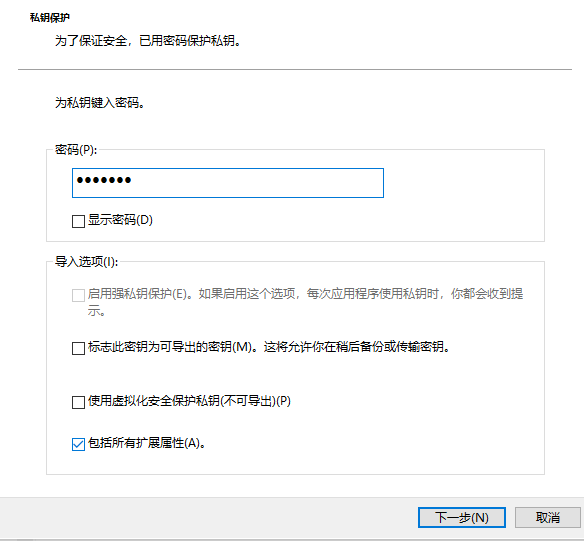 私钥保护
为了保证安全，已用密码保护私钥。
为私钥键入密码。
密码(P):
●●●●●●●
显示密码(D)
导入选项(I):
启用强私钥保护(E)。如果启用这个选项，每次应用程序使用私钥时，你都会收到提
示。
标志此密钥为可导出的密钥(M)。这将允许你在稍后备份或传输密钥。
使用虚拟化安全保护私钥(不可导出)(P)
包括所有扩展属性(A)。
下一步(N)
取消